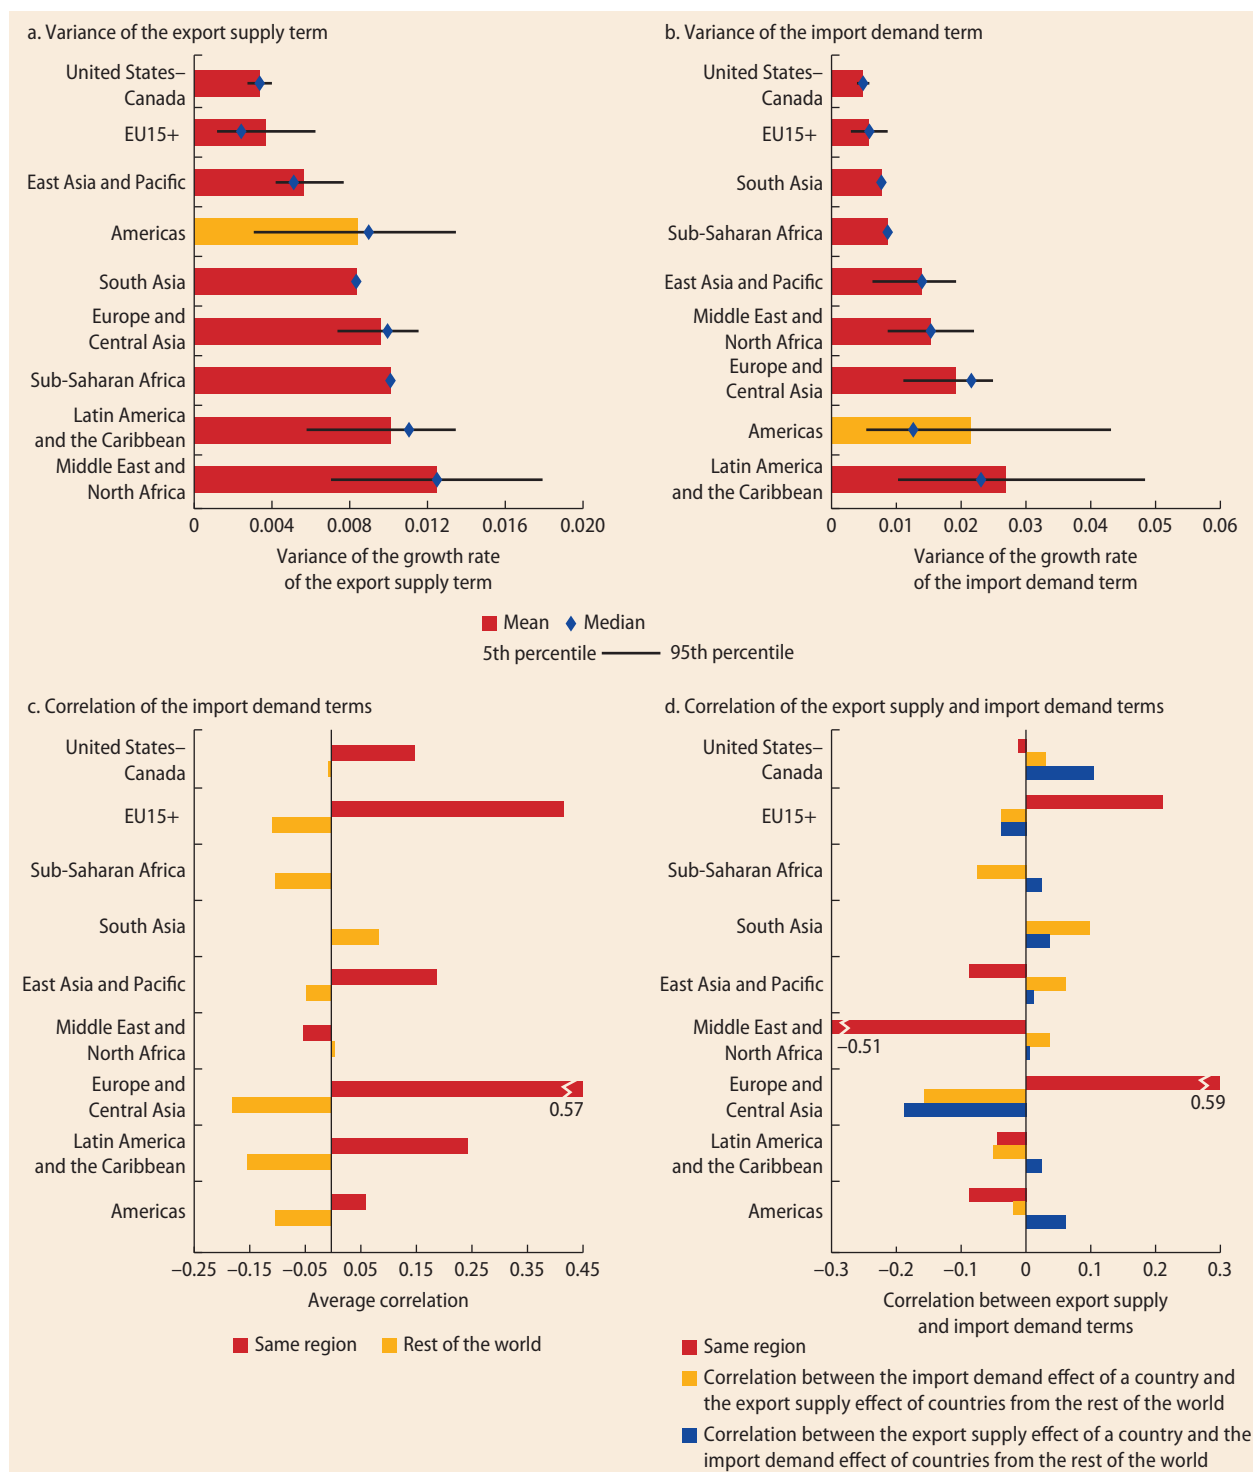 a. Variance of the export supply term
United States–
Canada
EU15+
East Asia and Pacific
Americas
South Asia
Europe and
Central Asia
Sub-Saharan Africa
Latin America
and the Caribbean
Middle East and
North Africa
0 0.004 0.008 0.012 0.016 0.020
Variance of the growth rate
of the export supply term
b. Variance of the import demand term
United States–
Canada
EU15+
South Asia
Sub-Saharan Africa
East Asia and Pacific
Middle East and
North Africa
Europe and
Central Asia
Americas
Latin America
and the Caribbean
0 0.01 0.02 0.03 0.04 0.05 0.06
Variance of the growth rate
of the import demand term
Mean Median
5th percentile 95th percentile
c. Correlation of the import demand terms
United States–
Canada
EU15+
Sub-Saharan Africa
South Asia
East Asia and Pacific
Middle East and
North Africa
Europe and
Central Asia
0.57
Latin America
and the Caribbean
Americas
–0.25 –0.15 –0.05 0.05 0.15 0.25 0.35 0.45
Average correlation
Same region Rest of the world
d. Correlation of the export supply and import demand terms
United States–
Canada
EU15+
Sub-Saharan Africa
South Asia
East Asia and Pacific
Middle East and
North Africa
–0.51
Europe and
Central Asia
0.59
Latin America
and the Caribbean
Americas
–0.3 –0.2 –0.1 0 0.1 0.2 0.3
Correlation between export supply
and import demand terms
Same region
Correlation between the import demand effect of a country and
the export supply effect of countries from the rest of the world
Correlation between the export supply effect of a country and the
import demand effect of countries from the rest of the world